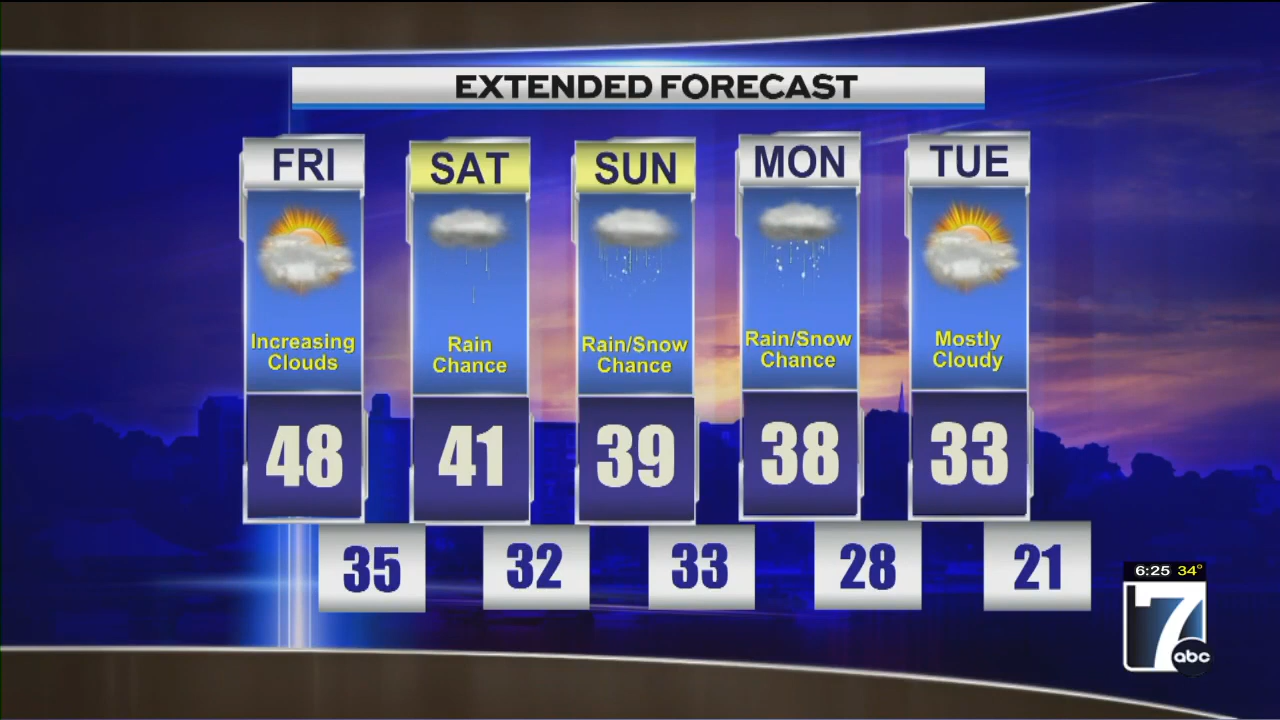 EXTENDED FORECAST
FRI
SAT
SUN
MON
TUE
Increasing
Clouds
Rain
Chance
Rain/Snow
Chance
Rain/Snow
Chance
Mostly
Cloudy
48
41
39
38
33
35
32
33
28
21
6:25 34°
7
abc